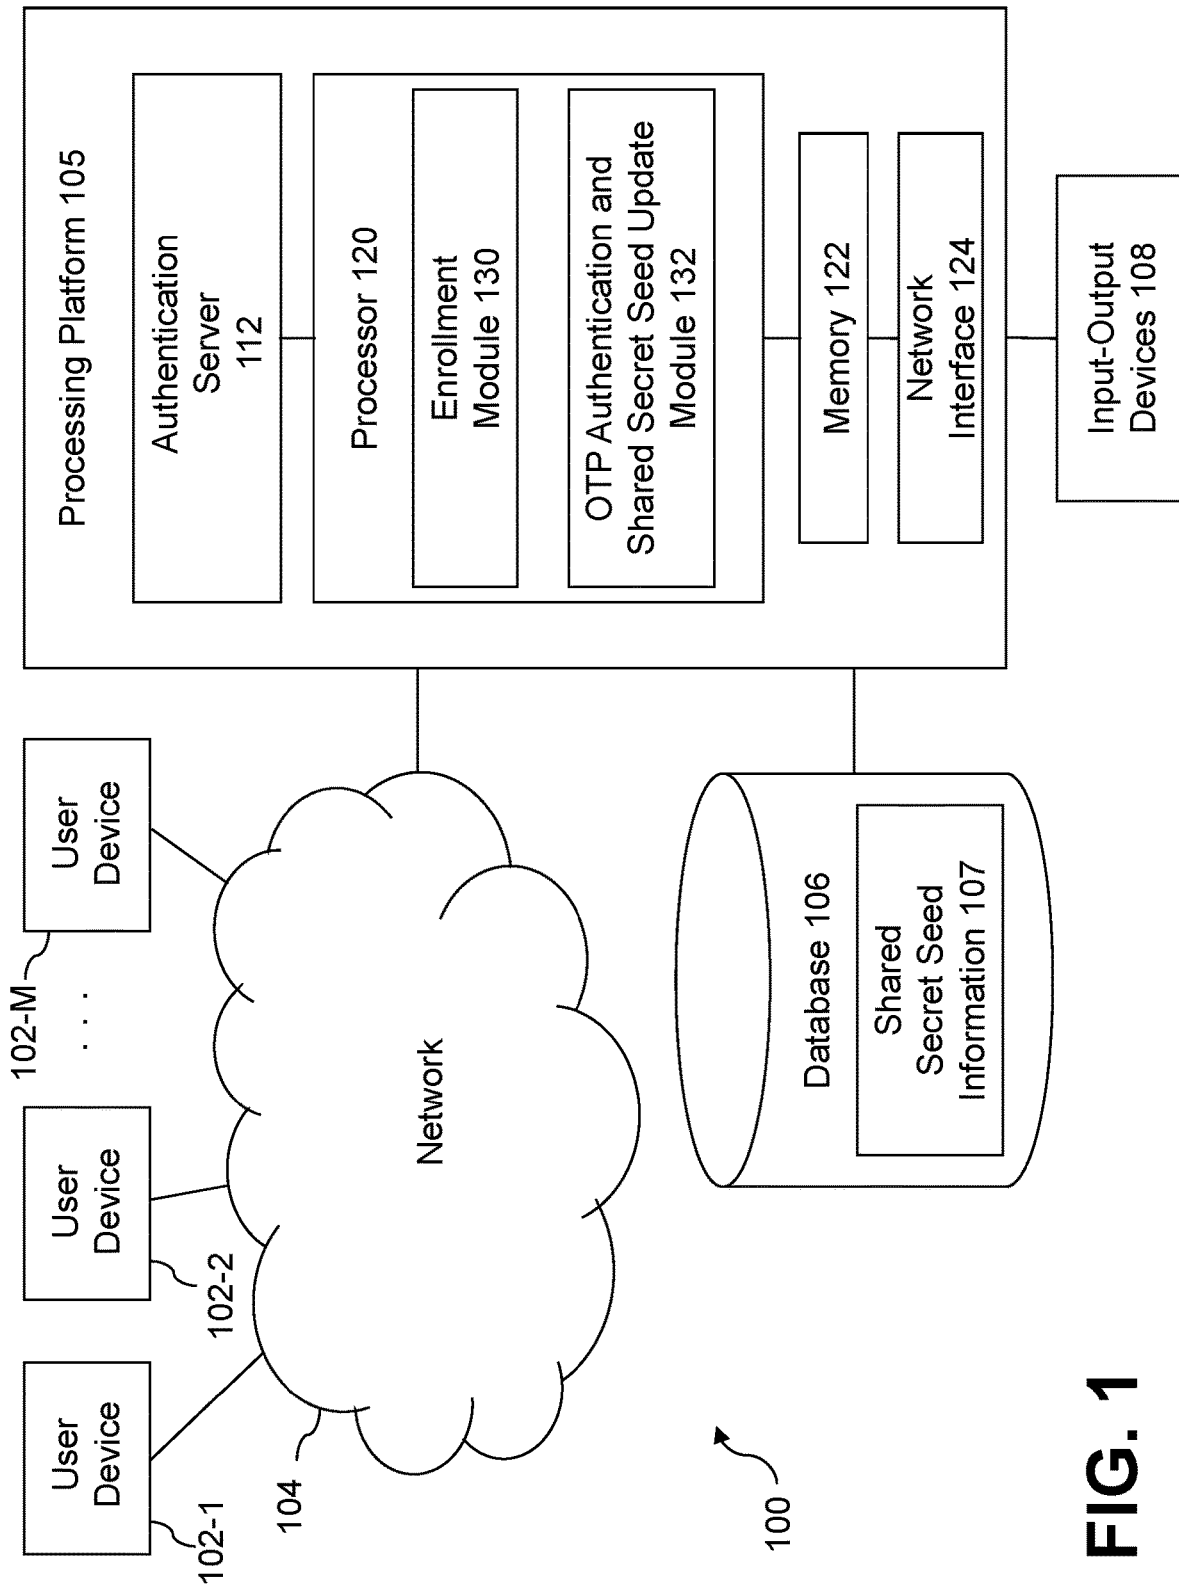 102-1
User
Device
102-2
User
Device
102-M
. . .
User
Device
104
Network
Processing Platform 105
Authentication
Server
112
Processor 120
Enrollment
Module 130
OTP Authentication and
Shared Secret Seed Update
Module 132
Memory 122
Network
Interface 124
Input-Output
Devices 108
Database 106
Shared
Secret Seed
Information 107
100
FIG. 1